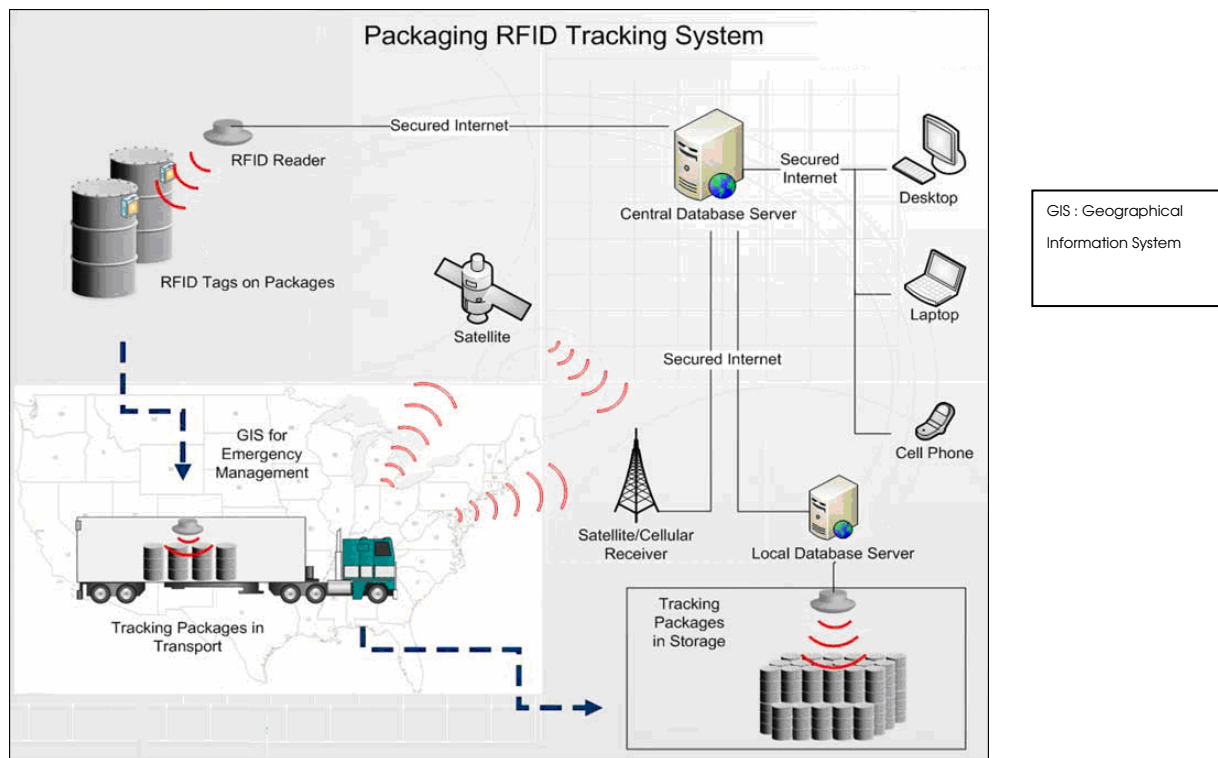 Packaging RFID Tracking System
Secured Internet
RFID Reader
RFID Tags on Packages
Central Database Server
Secured
Internet
Desktop
Laptop
Cell Phone
Satellite
Secured Internet
GIS for
Emergency
Management
Tracking Packages in
Transport
Satellite/Cellular
Receiver
Local Database Server
Tracking
Packages
in Storage
GIS : Geographical
Information System